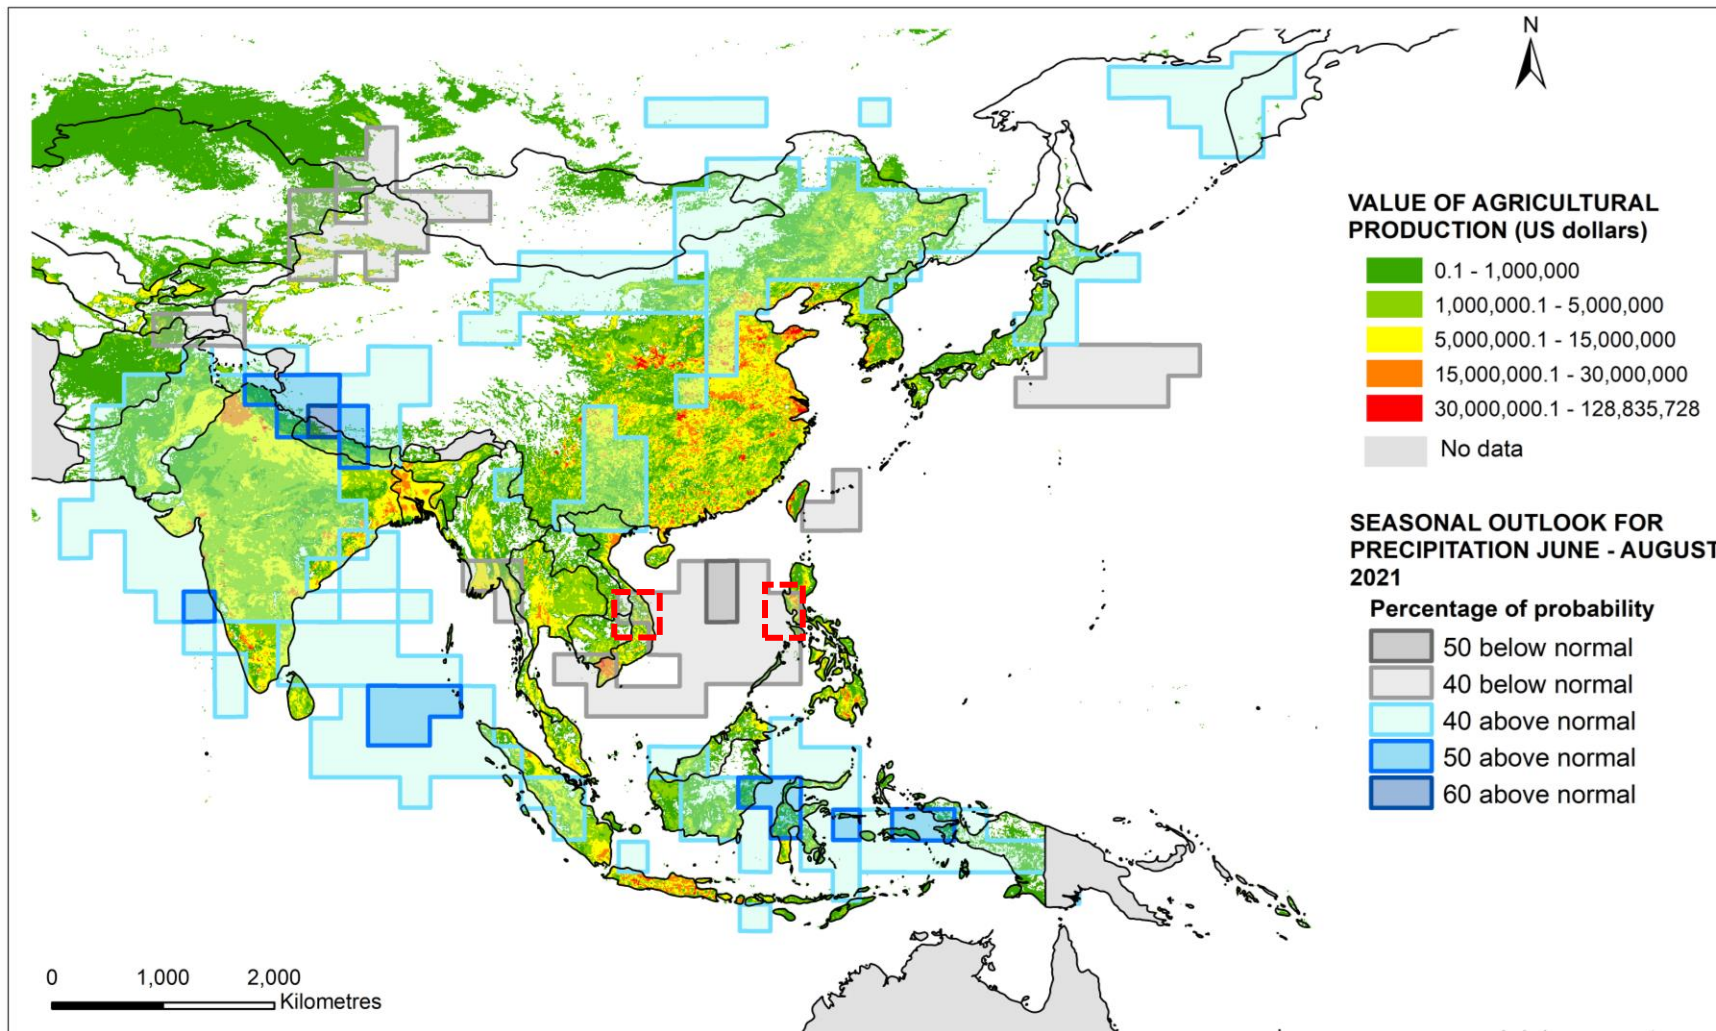 N
VALUE OF AGRICULTURAL
PRODUCTION (US dollars)
0.1 - 1,000,000
1,000,000.1 - 5,000,000
5,000,000.1 - 15,000,000
15,000,000.1 - 30,000,000
30,000,000.1 - 128,835,728
No data
SEASONAL OUTLOOK FOR
PRECIPITATION JUNE - AUGUST
2021
Percentage of probability
50 below normal
40 below normal
40 above normal
50 above normal
60 above normal
0 1,000 2,000
Kilometres